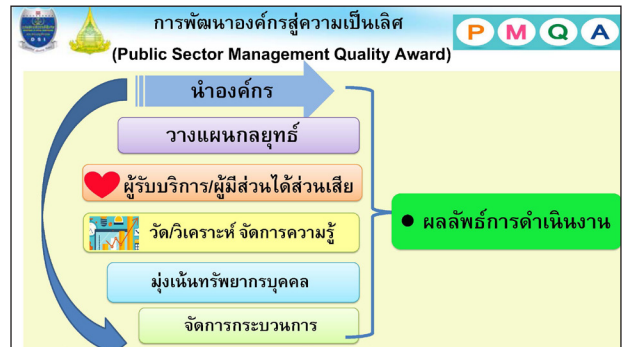 การพัฒนาองค์กรสู่ความเป็นเลิศ
(Public Sector Management Quality Award)
P M Q A
DSI
นำองค์กร
วางแผนกลยุทธ์
ผู้รับบริการ/ผู้มีส่วนได้ส่วนเสีย
วัด/วิเคราะห์ จัดการความรู้
มุ่งเน้นทรัพยากรบุคคล
จัดการกระบวนการ
● ผลลัพธ์การดำเนินงาน